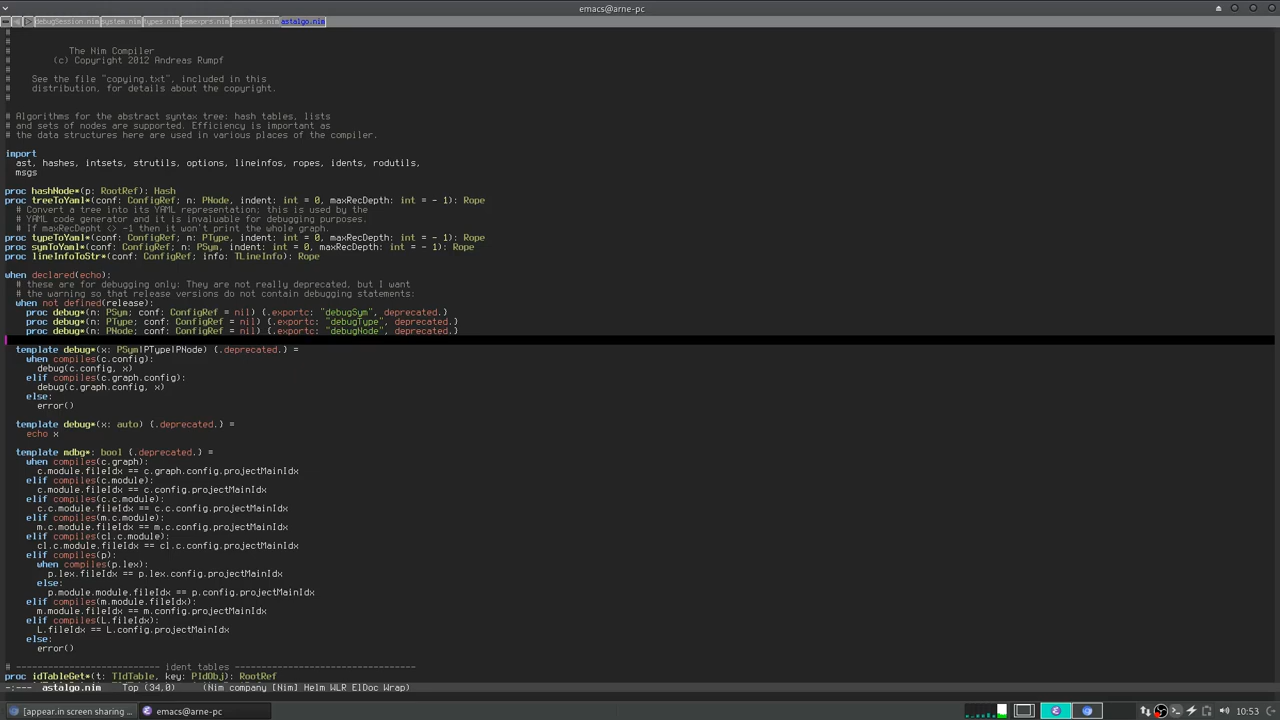 emacs@arne-pc
debugSession.nim system.nim types.nim semexprs.nim semstmts.nim astalgo.nim
#
#
#           The Nim Compiler
#        (c) Copyright 2012 Andreas Rumpf
#
#    See the file "copying.txt", included in this
#    distribution, for details about the copyright.
#
# Algorithms for the abstract syntax tree: hash tables, lists
# and sets of nodes are supported. Efficiency is important as
# the data structures here are used in various places of the compiler.
import
  ast, hashes, intsets, strutils, options, lineinfos, ropes, idents, rodutils,
  msgs
proc hashNode*(p: RootRef): Hash
proc treeToYaml*(conf: ConfigRef; n: PNode, indent: int = 0, maxRecDepth: int = - 1): Rope
  # Convert a tree into its YAML representation; this is used by the
  # YAML code generator and it is invaluable for debugging purposes.
  # If maxRecDepht <> -1 then it won't print the whole graph.
proc typeToYaml*(conf: ConfigRef; n: PType, indent: int = 0, maxRecDepth: int = - 1): Rope
proc symToYaml*(conf: ConfigRef; n: PSym, indent: int = 0, maxRecDepth: int = - 1): Rope
proc lineInfoToStr*(conf: ConfigRef; info: TLineInfo): Rope
when declared(echo):
  # these are for debugging only: They are not really deprecated, but I want
  # the warning so that release versions do not contain debugging statements:
  when not defined(release):
    proc debug*(n: PSym; conf: ConfigRef = nil) {.exportc: "debugSym", deprecated.}
    proc debug*(n: PType; conf: ConfigRef = nil) {.exportc: "debugType", deprecated.}
    proc debug*(n: PNode; conf: ConfigRef = nil) {.exportc: "debugNode", deprecated.}
  template debug*(x: PSym|PType|PNode) {.deprecated.} =
    when compiles(c.config):
      debug(c.config, x)
    elif compiles(c.graph.config):
      debug(c.graph.config, x)
    else:
      error()
  template debug*(x: auto) {.deprecated.} =
    echo x
  template mdbg*: bool {.deprecated.} =
    when compiles(c.graph):
      c.module.fileIdx == c.graph.config.projectMainIdx
    elif compiles(c.module):
      c.module.fileIdx == c.config.projectMainIdx
    elif compiles(c.c.module):
      c.c.module.fileIdx == c.c.config.projectMainIdx
    elif compiles(m.c.module):
      m.c.module.fileIdx == m.c.config.projectMainIdx
    elif compiles(cl.c.module):
      cl.c.module.fileIdx == cl.c.config.projectMainIdx
    elif compiles(p):
      when compiles(p.lex):
        p.lex.fileIdx == p.lex.config.projectMainIdx
      else:
        p.module.module.fileIdx == p.config.projectMainIdx
    elif compiles(m.module.fileIdx):
      m.module.fileIdx == m.config.projectMainIdx
    elif compiles(L.fileIdx):
      L.fileIdx == L.config.projectMainIdx
    else:
      error()
# --------------------------- ident tables ----------------------------------
proc idTableGet*(t: TIdTable, key: PIdObj): RootRef
-:---  astalgo.nim    Top (34,0)     (Nim company [Nim] Helm WLR ElDoc Wrap)
[appear.in screen sharing ... emacs@arne-pc 10:53